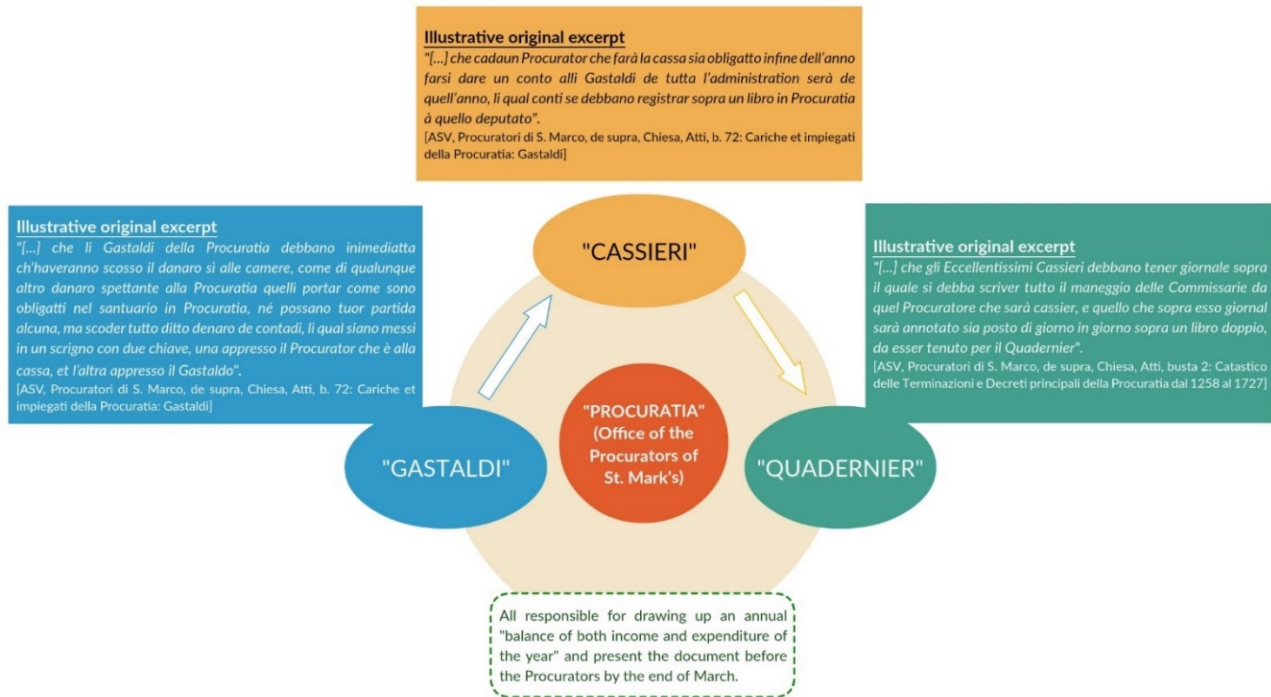 Illustrative original excerpt
"[...] che cadaun Procurator che farà la cassa sia obligatto infine dell'anno
farsi dare un conto alli Gastaldi de tutta l'administration serà de
quell'anno, li qual conti se debbano registrar sopra un libro in Procuratia
à quello deputato".
[ASV, Procuratori di S. Marco, de supra, Chiesa, Atti, b. 72: Cariche et impiegati
della Procuratia: Gastaldi]
Illustrative original excerpt
"[...] che li Gastaldi della Procuratia debbano inimediatta
ch'haveranno scosso il danaro sì alle camere, come di qualunque
altro danaro spettante alla Procuratia quelli portar come sono
obligatti nel santuario in Procuratia, né possano tuor partida
alcuna, ma scoder tutto ditto denaro de contadi, li qual siano messi
in un scrigno con due chiave, una appresso il Procurator che è alla
cassa, et l'altra appresso il Gastaldo".
[ASV, Procuratori di S. Marco, de supra, Chiesa, Atti, b. 72: Cariche et
impiegati della Procuratia: Gastaldi]
"CASSIERI"
Illustrative original excerpt
"[...] che gli Eccellentissimi Cassieri debbano tener giornale sopra
il quale si debba scriver tutto il maneggio delle Commissarie da
quel Procuratore che sarà cassier, e quello che sopra esso giornal
sarà annotato sia posto di giorno in giorno sopra un libro doppio,
da esser tenuto per il Quadernier".
[ASV, Procuratori di S. Marco, de supra, Chiesa, Atti, busta 2: Catastico
delle Terminazioni e Decreti principali della Procuratia dal 1258 al 1727]
"GASTALDI"
"PROCURATIA"
(Office of the
Procurators of
St. Mark's)
"QUADERNIER"
All responsible for drawing up an annual
"balance of both income and expenditure of
the year" and present the document before
the Procurators by the end of March.